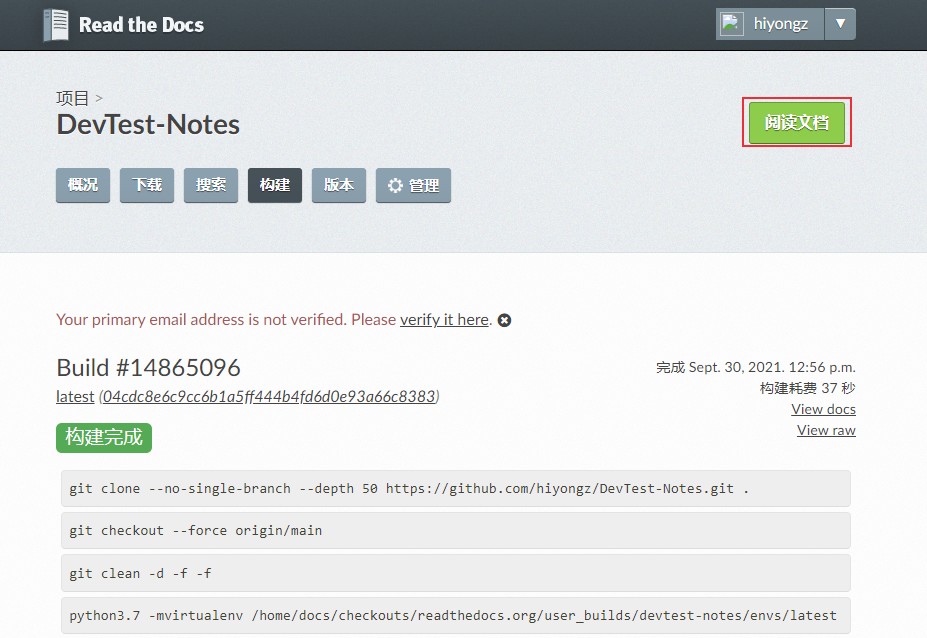 Read the Docs
hiyongz
项目 >
DevTest-Notes
阅读文档
概况 下载 搜索 构建 版本 管理
Your primary email address is not verified. Please verify it here.
Build #14865096
latest (04cdc8e6c9cc6b1a5ff444b4fd6d0e93a66c8383)
完成 Sept. 30, 2021. 12:56 p.m.
构建耗费 37 秒
View docs
View raw
构建完成
git clone --no-single-branch --depth 50 https://github.com/hiyongz/DevTest-Notes.git .
git checkout --force origin/main
git clean -d -f -f
python3.7 -mvirtualenv /home/docs/checkouts/readthedocs.org/user_builds/devtest-notes/envs/latest